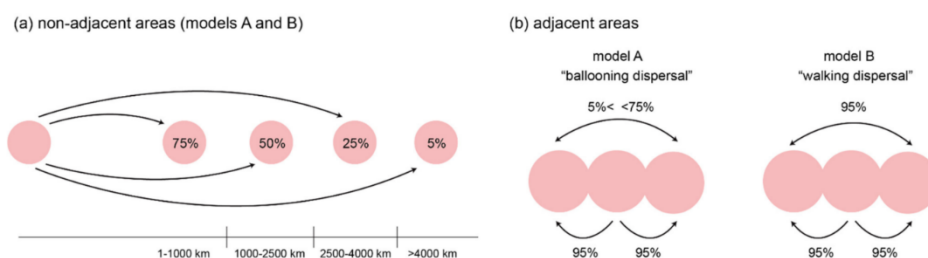 (a) non-adjacent areas (models A and B)
75%
50%
25%
5%
1-1000 km
1000-2500 km
2500-4000 km
>4000 km
(b) adjacent areas
model A
"ballooning dispersal"
5%< <75%
95%
95%
model B
"walking dispersal"
95%
95%
95%